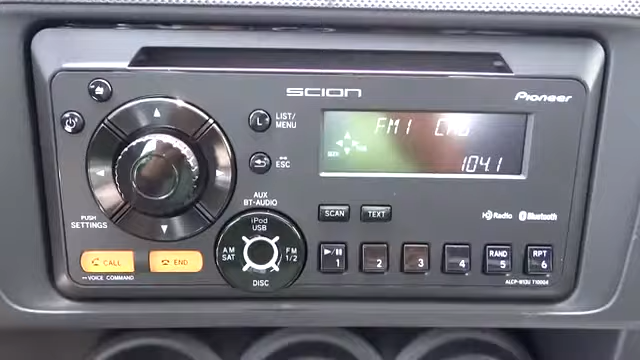 SCION
Pioneer
LIST/
MENU
L
ESC
FM1
104.1
AUX
BT-AUDIO
PUSH
SETTINGS
iPod
USB
AM
SAT
FM
1/2
DISC
SCAN
TEXT
HD Radio
Bluetooth
CALL
END
VOICE COMMAND
1
2
3
4
RAND
5
RPT
6